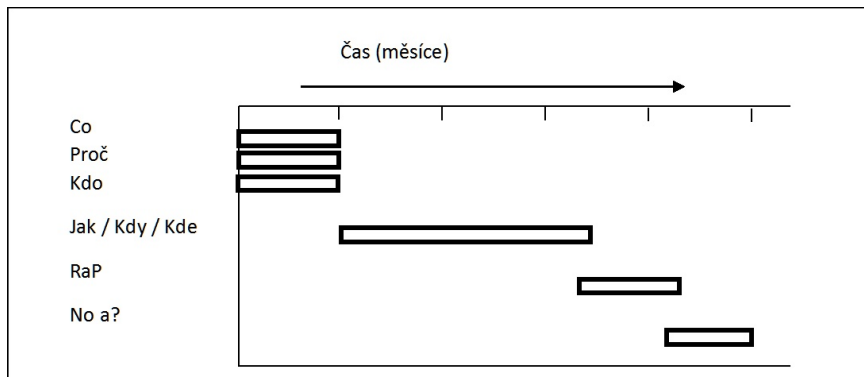 Čas (měsíce)
Co
Proč
Kdo
Jak / Kdy / Kde
RaP
No a?